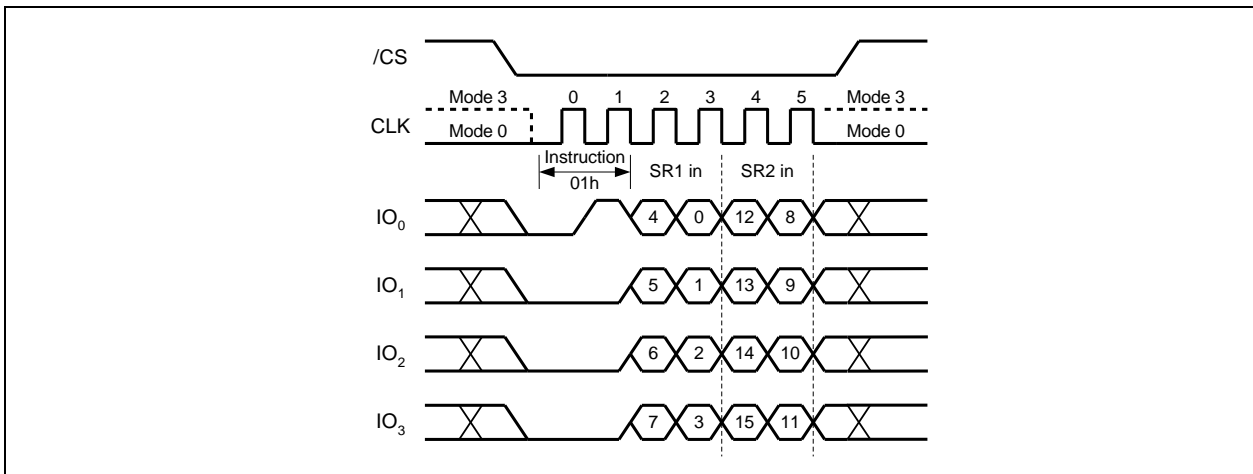 /CS
Mode 3 0 1 2 3 4 5 Mode 3
CLK Mode 0 Mode 0
Instruction
01h SR1 in SR2 in
IO0 4 0 12 8
IO1 5 1 13 9
IO2 6 2 14 10
IO3 7 3 15 11